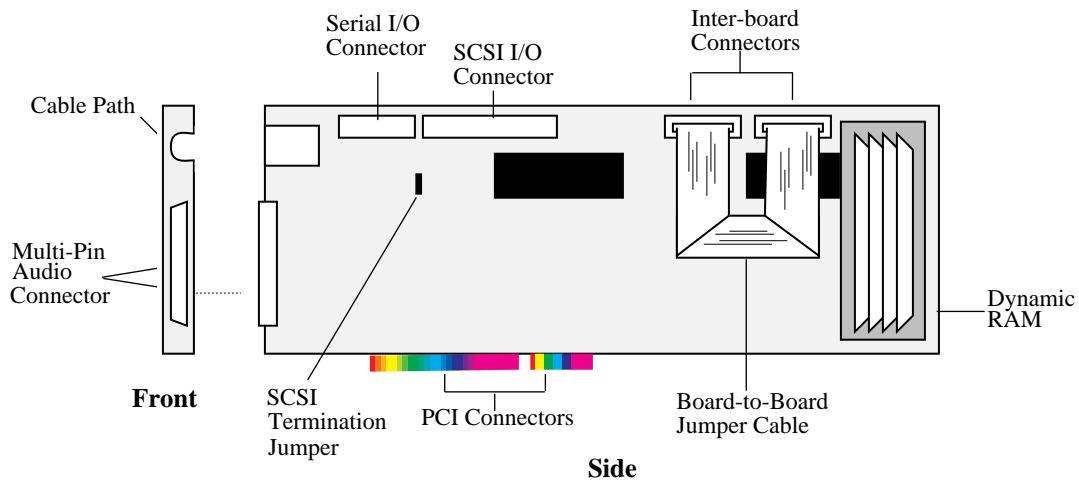 Serial I/O
Connector
SCSI I/O
Connector
Inter-board
Connectors
Cable Path
Multi-Pin
Audio
Connector
Dynamic
RAM
Front
SCSI
Termination
Jumper
PCI Connectors
Board-to-Board
Jumper Cable
Side